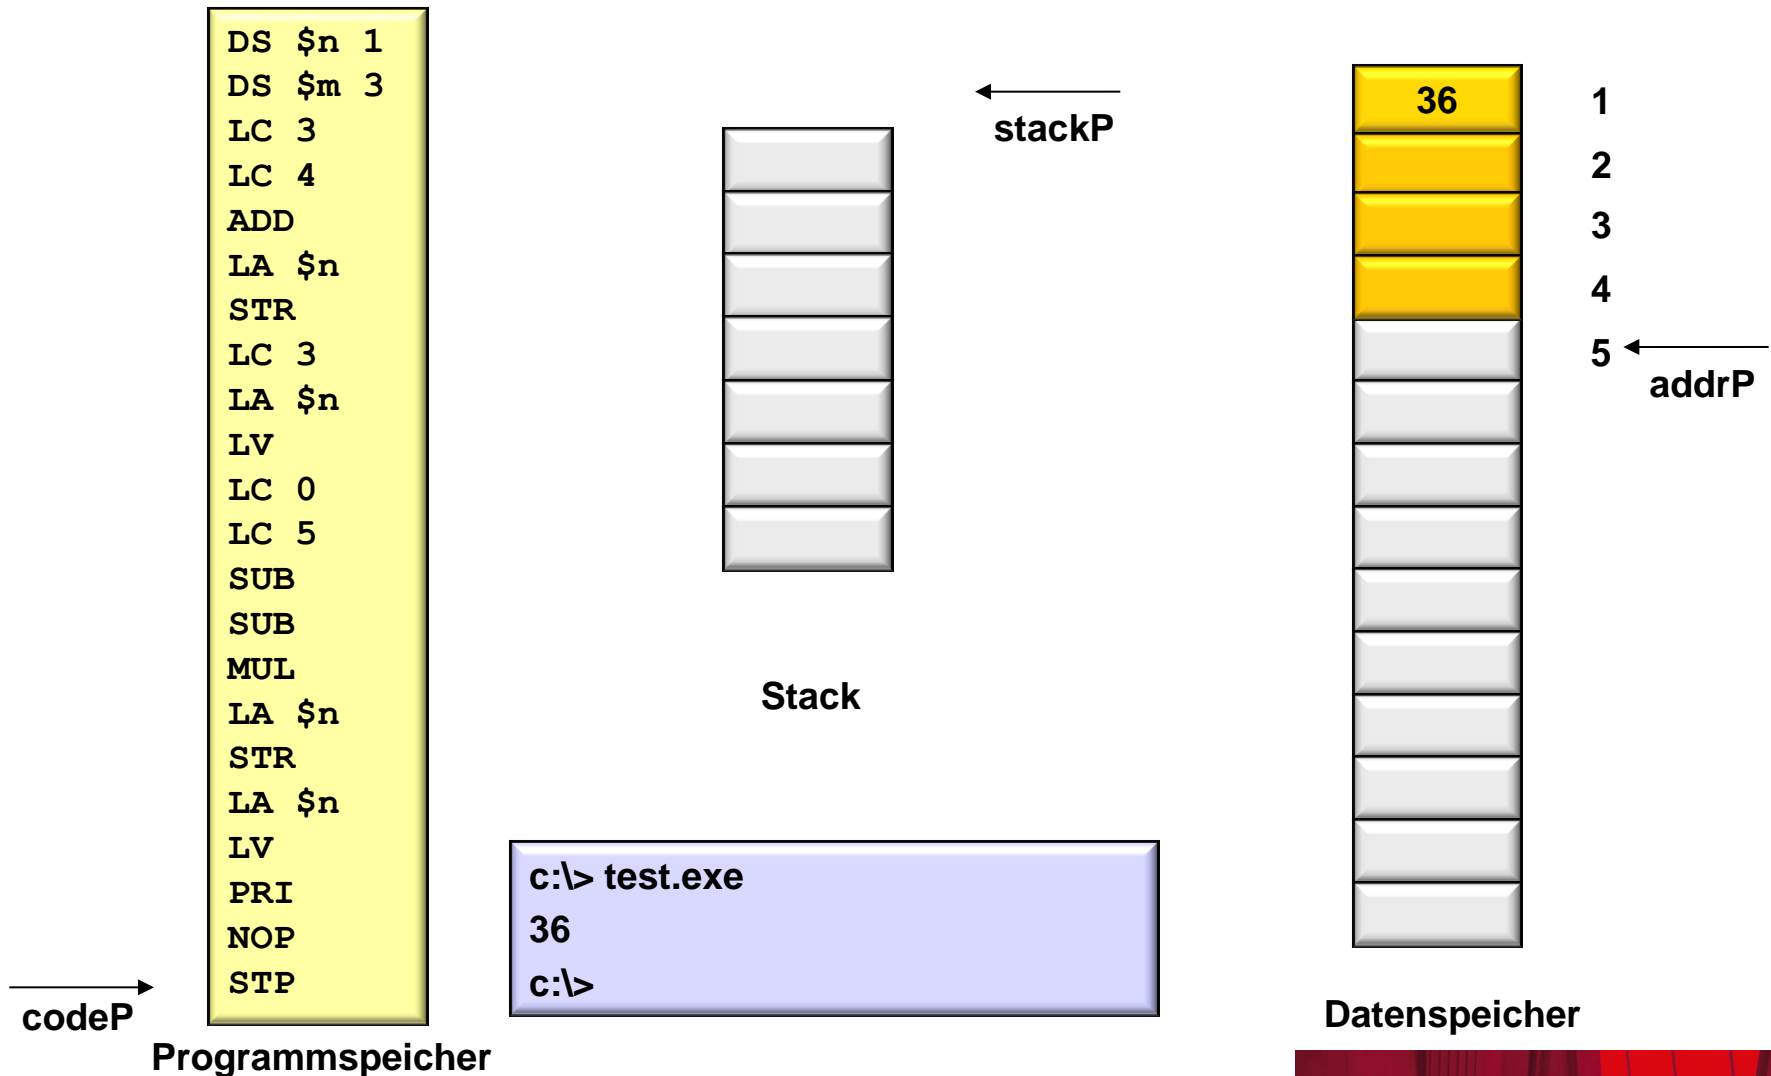 DS $n 1
DS $m 3
LC 3
LC 4
ADD
LA $n
STR
LC 3
LA $n
LV
LC 0
LC 5
SUB
SUB
MUL
LA $n
STR
LA $n
LV
PRI
NOP
STP
codeP
Programmspeicher
stackP
Stack
c:\> test.exe
36
c:\>
36
1
2
3
4
5
addrP
Datenspeicher